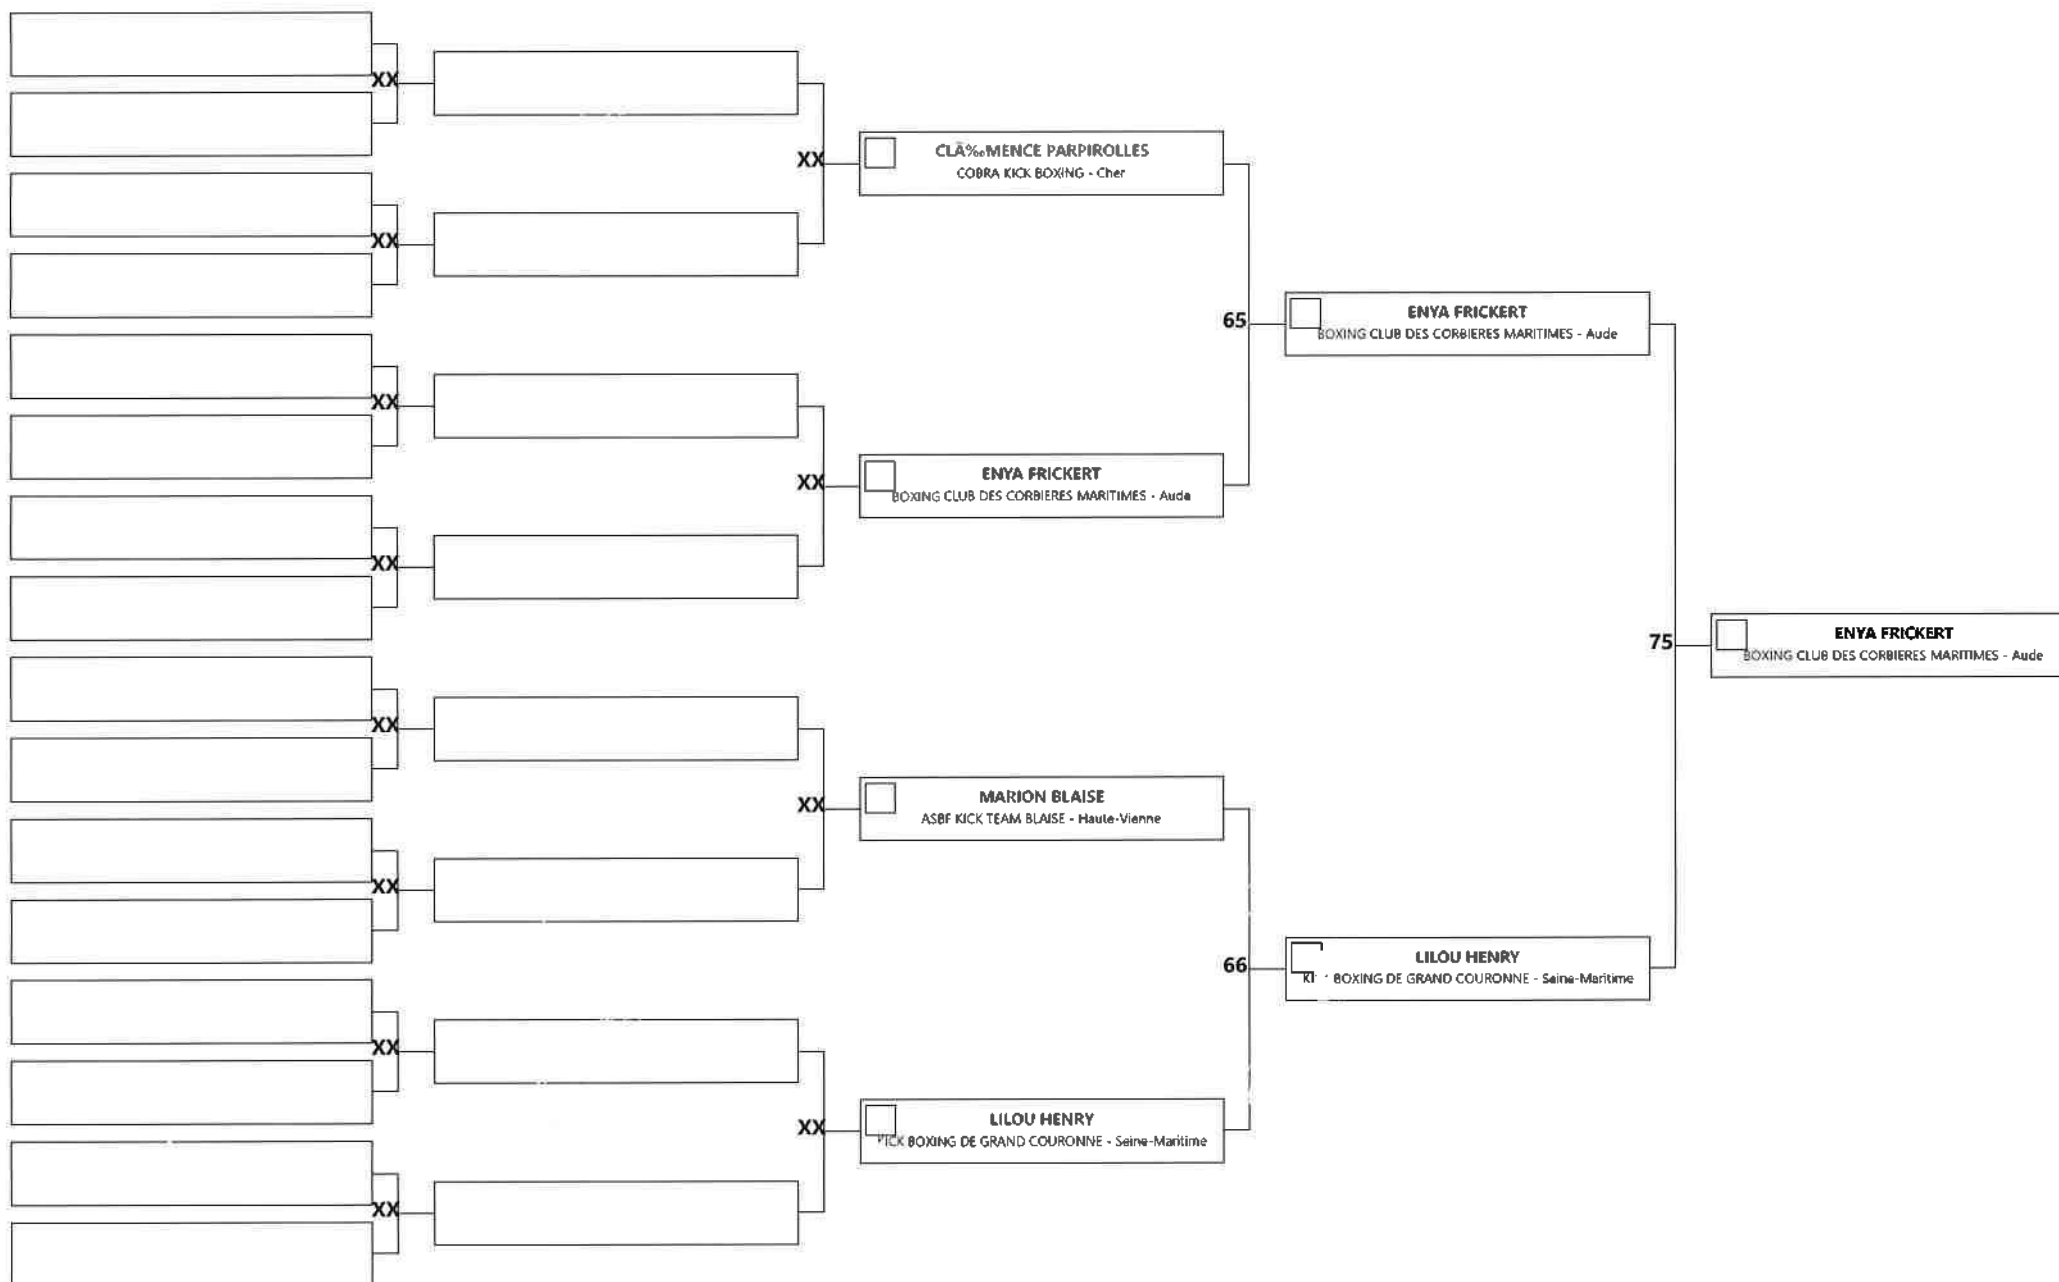 XX
XX
CLÃ‰MENCE PARPIROLLES
COBRA KICK BOXING - Cher
XX
65
ENYA FRICKERT
BOXING CLUB DES CORBIERES MARITIMES - Aude
XX
ENYA FRICKERT
BOXING CLUB DES CORBIERES MARITIMES - Aude
XX
XX
75
ENYA FRICKERT
BOXING CLUB DES CORBIERES MARITIMES - Aude
XX
XX
MARION BLAISE
ASBF KICK TEAM BLAISE - Haute-Vienne
XX
66
LILOU HENRY
BOXING DE GRAND COURONNE - Seine-Maritime
XX
XX
LILOU HENRY
KICK BOXING DE GRAND COURONNE - Seine-Maritime
XX